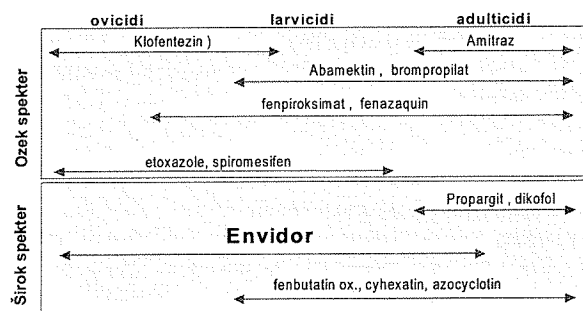 ovicidi larvicidi adulticidi
Ozek spekter
Klofentezin ) Amitraz
Abamektin , brompropilat
fenpiroksimat , fenazaquin
etoxazole, spiromesifen
Širok spekter
Propargit , dikofol
Envidor
fenbutatin ox., cyhexatin, azocyclotin